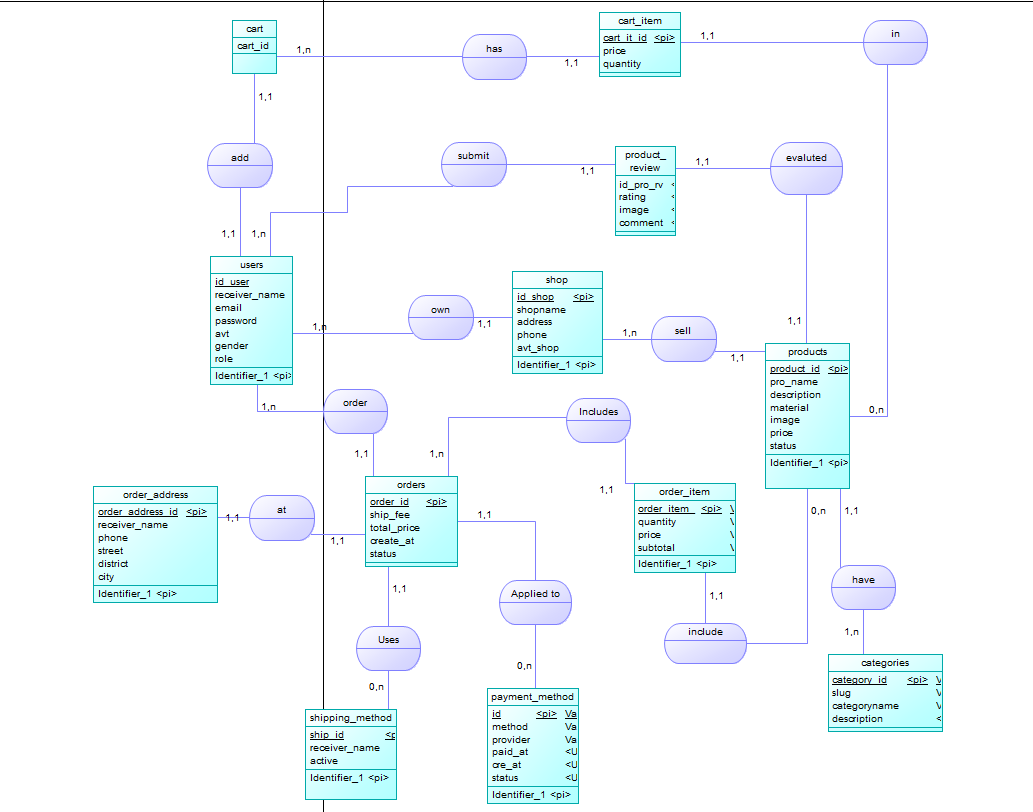 cart
cart_id
1,n
has
1,1
cart_item
cart_it_id <pi>
price
quantity
1,1
in
1,1
add
submit
1,1
product_
review
id_pro_rv <
rating <
image <
comment <
1,1
evaluted
1,1
1,n
users
id_user
receiver_name
email
password
avt
gender
role
Identifier_1 <pi>
1,n
own
1,1
shop
id_shop <pi>
shopname
address
phone
avt_shop
Identifier_1 <pi>
1,n
sell
1,1
1,1
products
product_id <pi>
pro_name
description
material
image
price
status
Identifier_1 <pi>
0,n
1,n
order
1,1
1,n
Includes
1,1
order_address
order_address_id <pi>
receiver_name
phone
street
district
city
Identifier_1 <pi>
1,1
at
1,1
orders
order_id <pi>
ship_fee
total_price
create_at
status
1,1
order_item
order_item_ <pi> \
quantity \
price \
subtotal \
Identifier_1 <pi>
0,n
1,1
1,1
Uses
0,n
Applied to
0,n
1,1
include
have
1,n
shipping_method
ship_id <p
receiver_name
active
Identifier_1 <pi>
payment_method
id <pi> Va
method Va
provider Va
paid_at <U
cre_at <U
status <U
Identifier_1 <pi>
categories
category_id <pi> V
slug V
categoryname V
description <